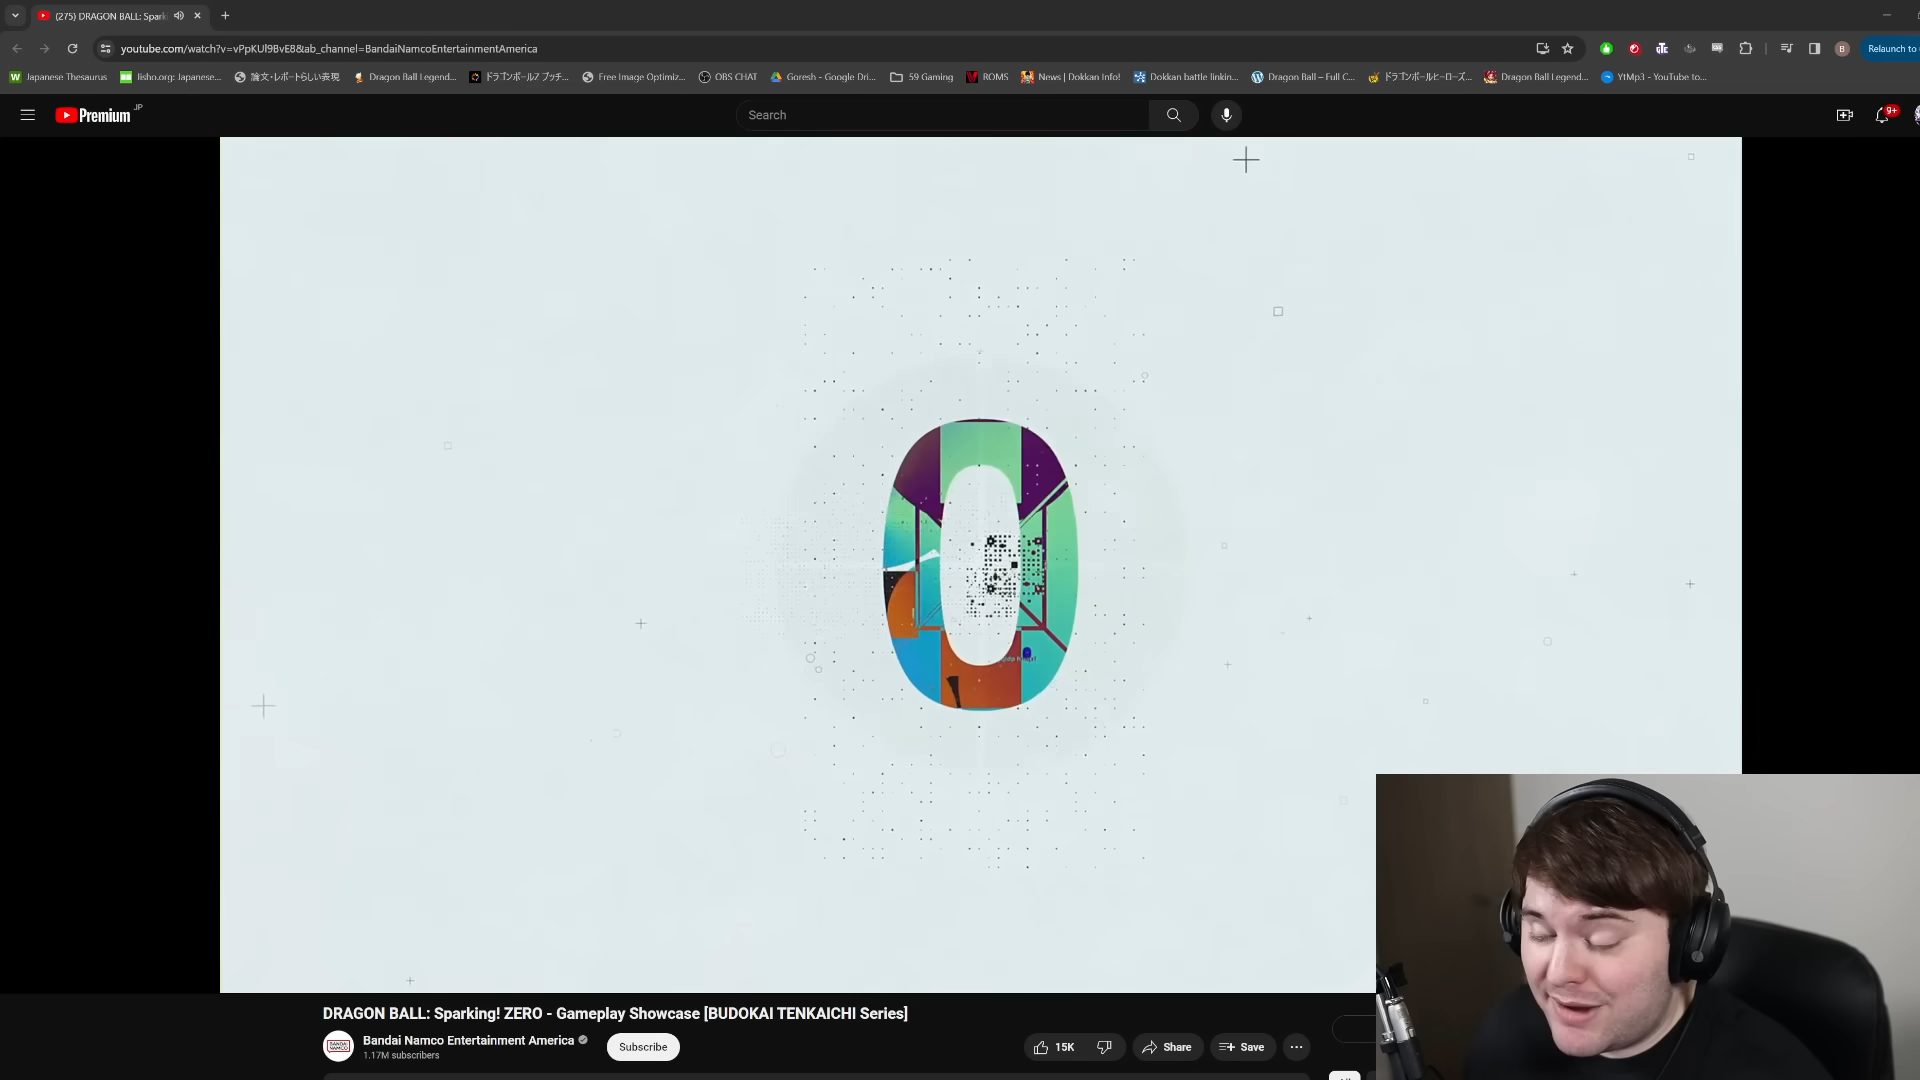 (275) DRAGON BALL: Spark
youtube.com/watch?v=vPpKUl9BvE8&ab_channel=BandaiNamcoEntertainmentAmerica
Relaunch to
Japanese Thesaurus
lisho.org: Japanese...
論文・レポートらしい表現
Dragon Ball Legend...
ドラゴンボールZ ブッチ...
Free Image Optimiz...
OBS CHAT
Goresh - Google Dri...
59 Gaming
ROMS
News | Dokkan Info!
Dokkan battle linkin...
Dragon Ball – Full C...
ドラゴンボールヒーローズ...
Dragon Ball Legend...
YtMp3 - YouTube to...
Premium JP
Search
9+
0
DRAGON BALL: Sparking! ZERO - Gameplay Showcase [BUDOKAI TENKAICHI Series]
Bandai Namco Entertainment America
1.17M subscribers
Subscribe
15K
Share
Save